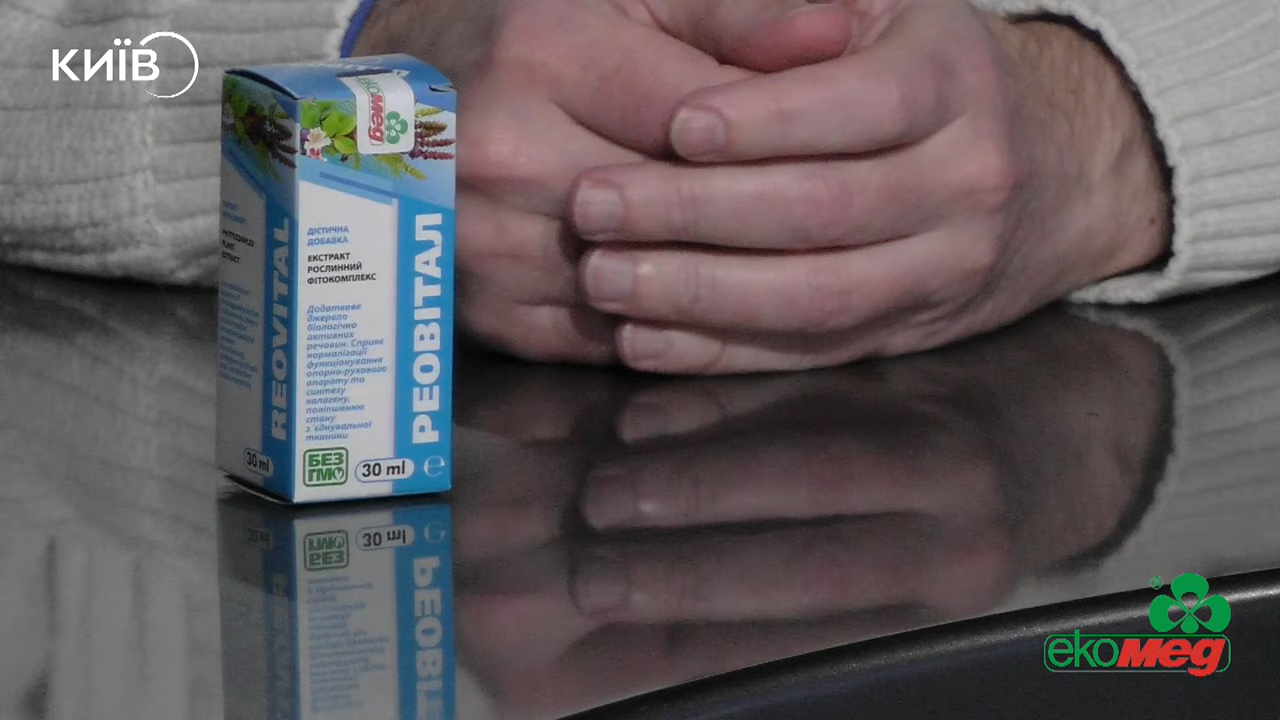 КИЇВ
екомед
REOVITAL
30 ml
ДІЄТИЧНА
ДОБАВКА
ЕКСТРАКТ
РОСЛИННИЙ
ФІТОКОМПЛЕКС
Додаткове
джерело
біологічно
активних
речовин. Сприяє
нормалізації
функціонування
опорно-рухового
апарату та
синтезу
колагену,
поліпшенню
стану
з'єднувальної
тканини
БЕЗ
ГМО
30 ml ℮
РЕОВІТАЛ
®
екомед